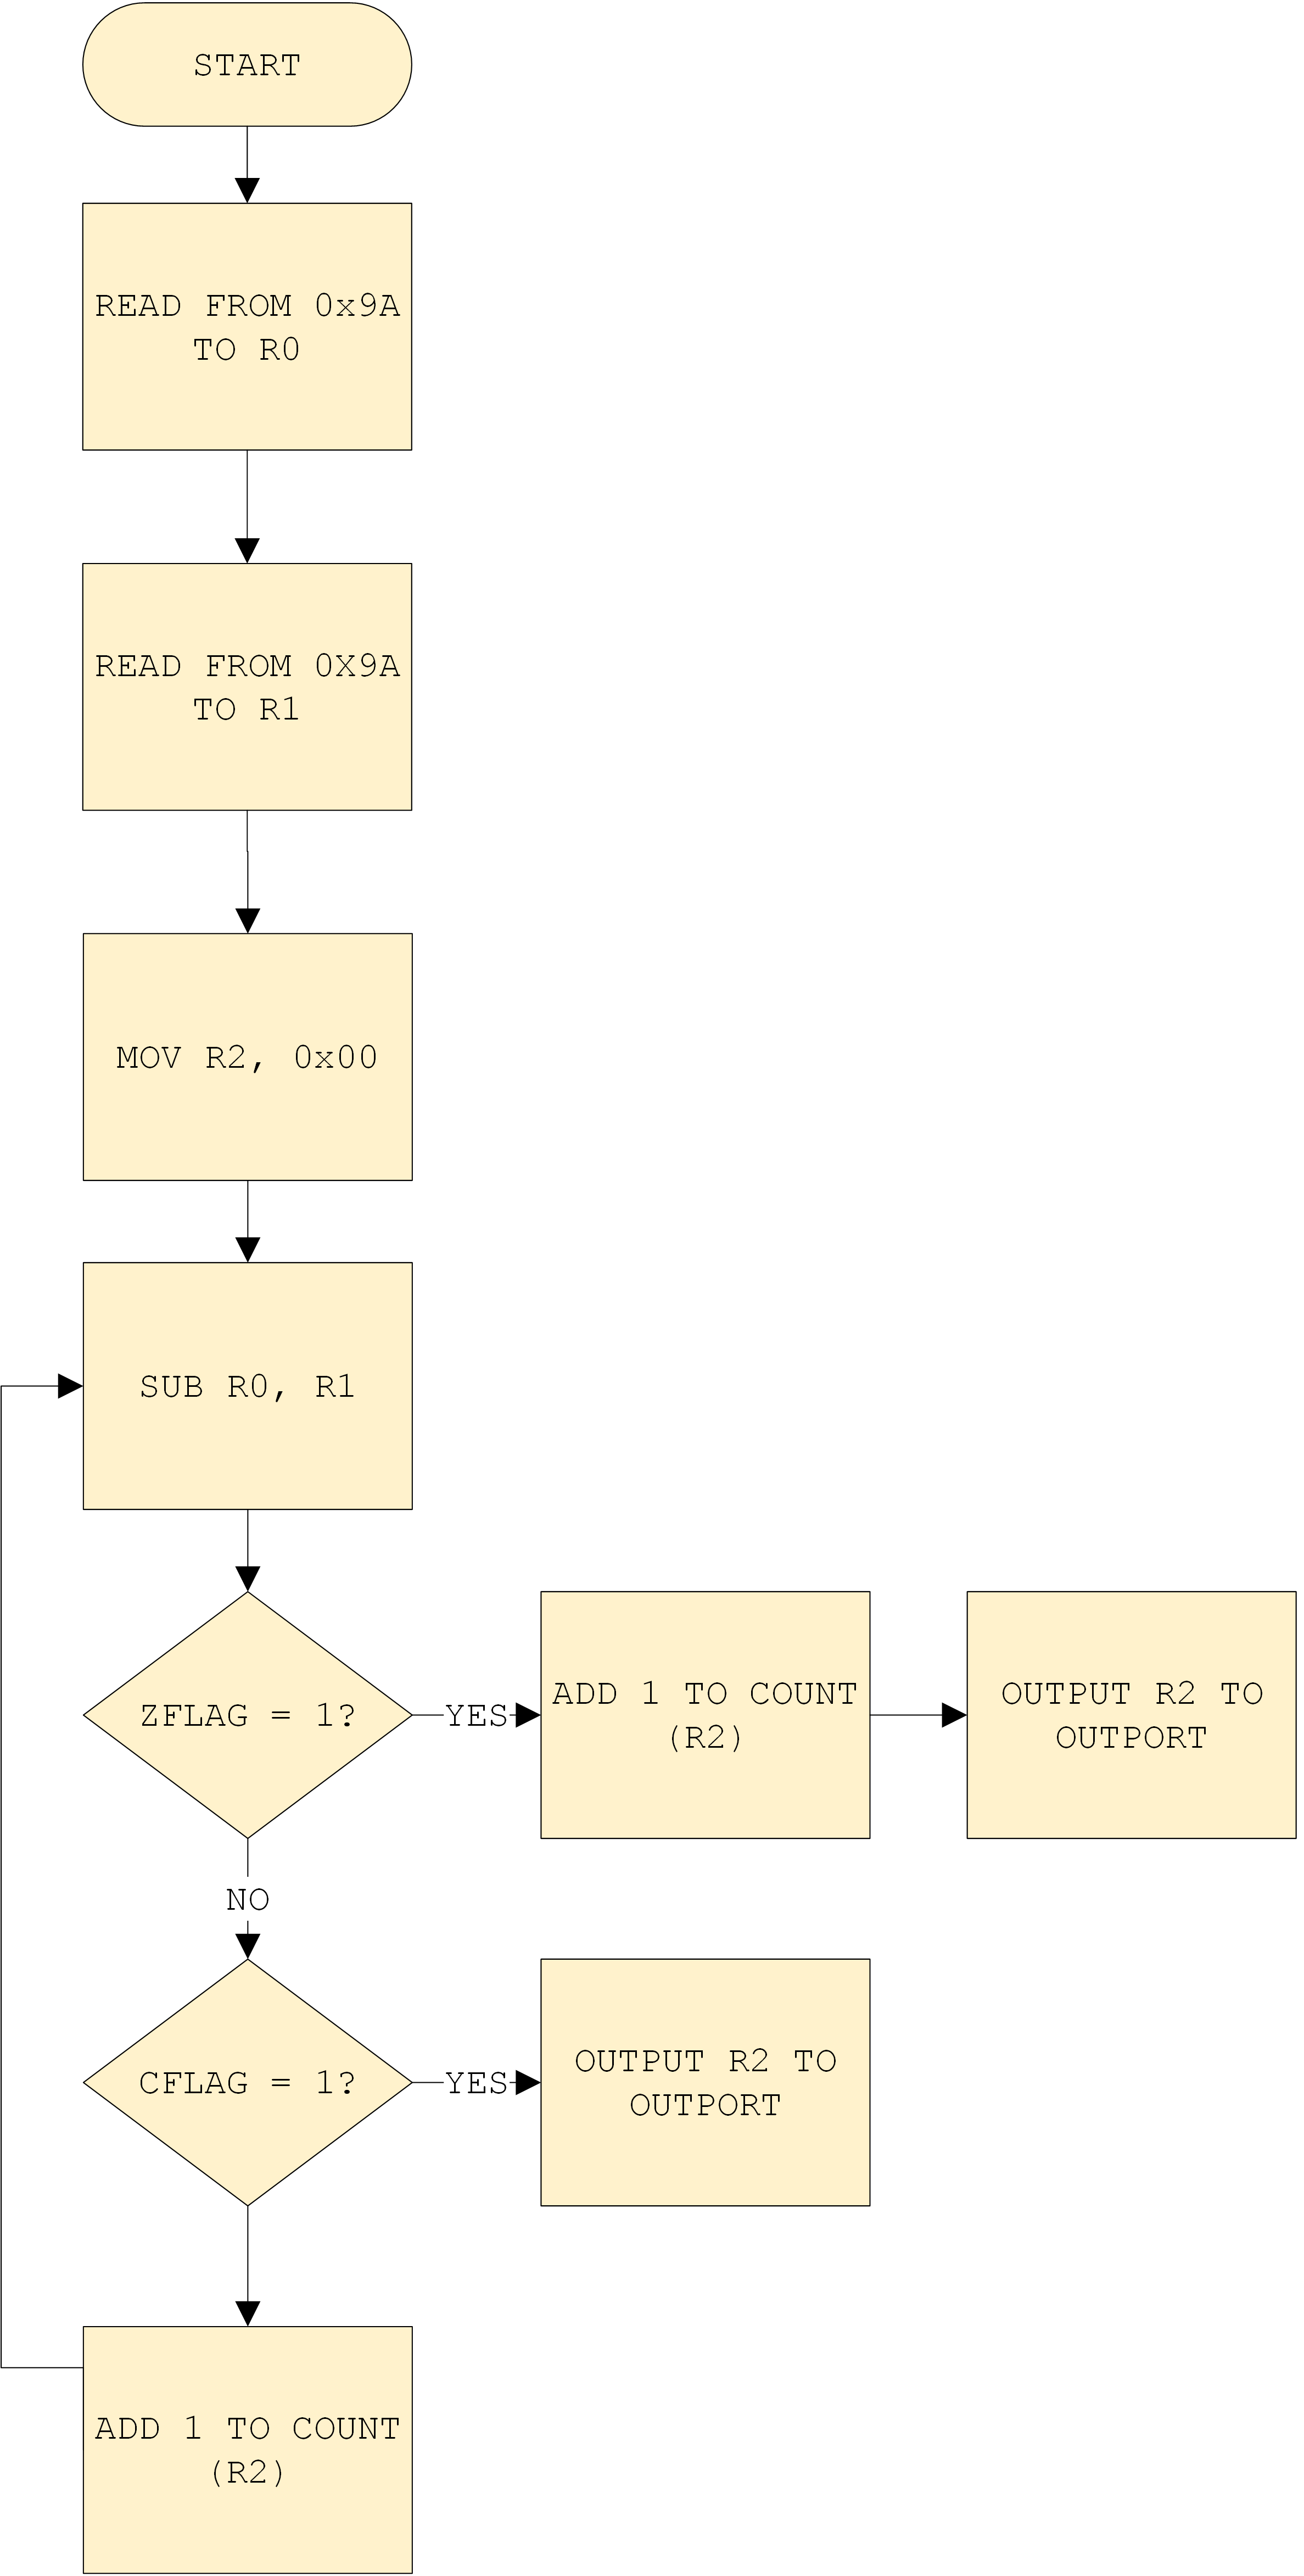 START
READ FROM 0x9A
TO R0
READ FROM 0X9A
TO R1
MOV R2, 0x00
SUB R0, R1
ZFLAG = 1?
YES
ADD 1 TO COUNT
(R2)
OUTPUT R2 TO
OUTPORT
NO
CFLAG = 1?
YES
OUTPUT R2 TO
OUTPORT
ADD 1 TO COUNT
(R2)